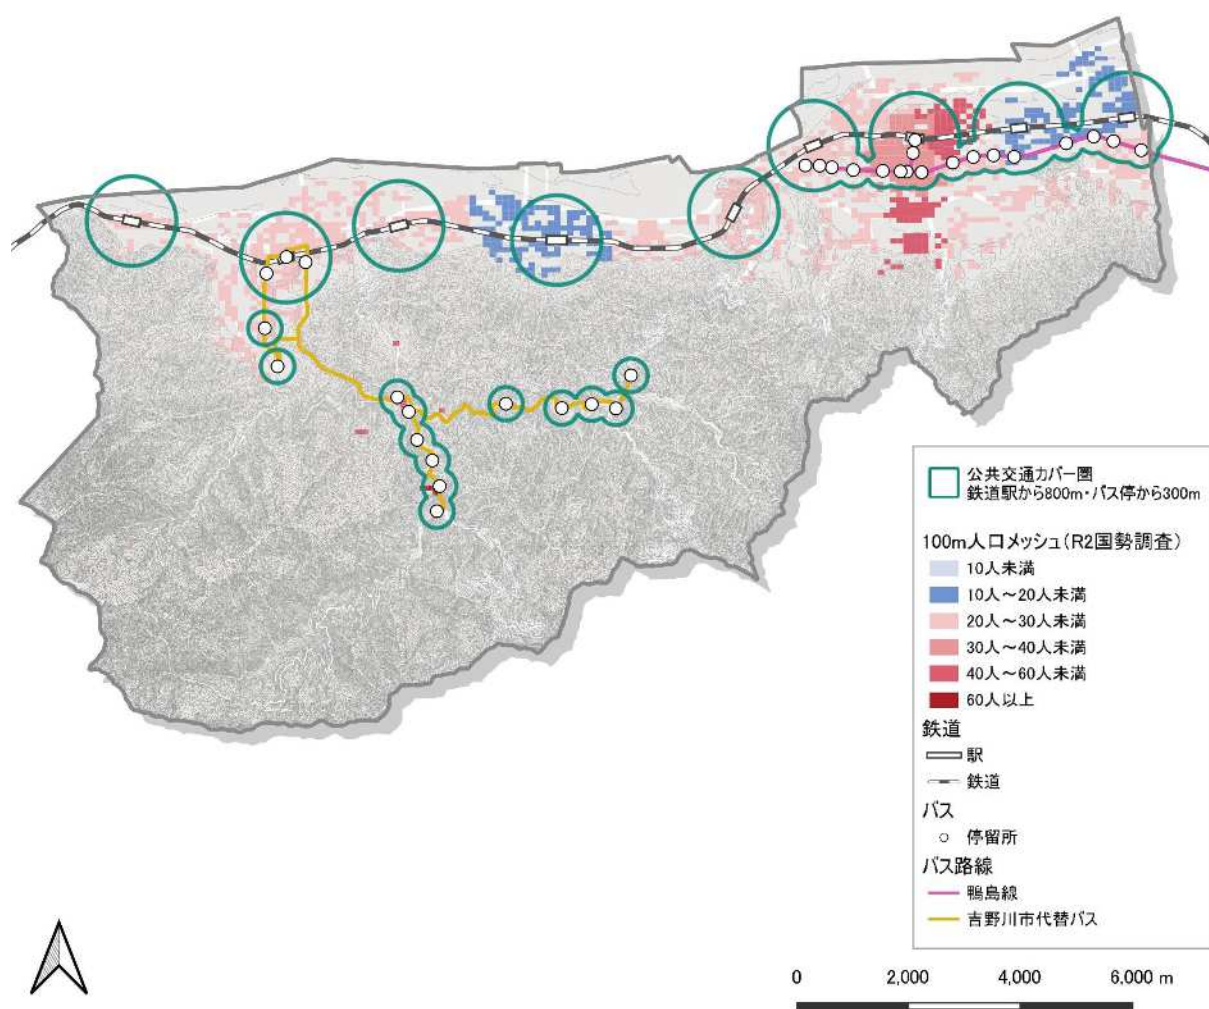 公共交通カバー圏
鉄道駅から800m・バス停から300m
100m人口メッシュ(R2国勢調査)
10人未満
10人～20人未満
20人～30人未満
30人～40人未満
40人～60人未満
60人以上
鉄道
駅
鉄道
バス
停留所
バス路線
鴨島線
吉野川市代替バス
0 2,000 4,000 6,000 m